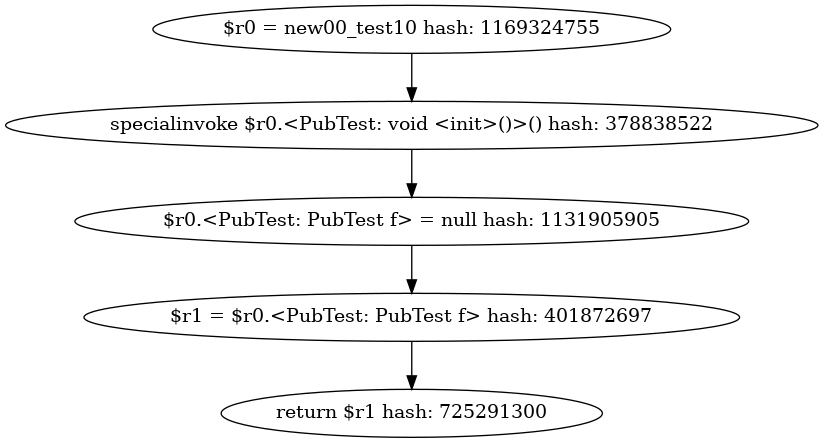 $r0 = new00_test10 hash: 1169324755
specialinvoke $r0.<PubTest: void <init>()>() hash: 378838522
$r0.<PubTest: PubTest f> = null hash: 1131905905
$r1 = $r0.<PubTest: PubTest f> hash: 401872697
return $r1 hash: 725291300